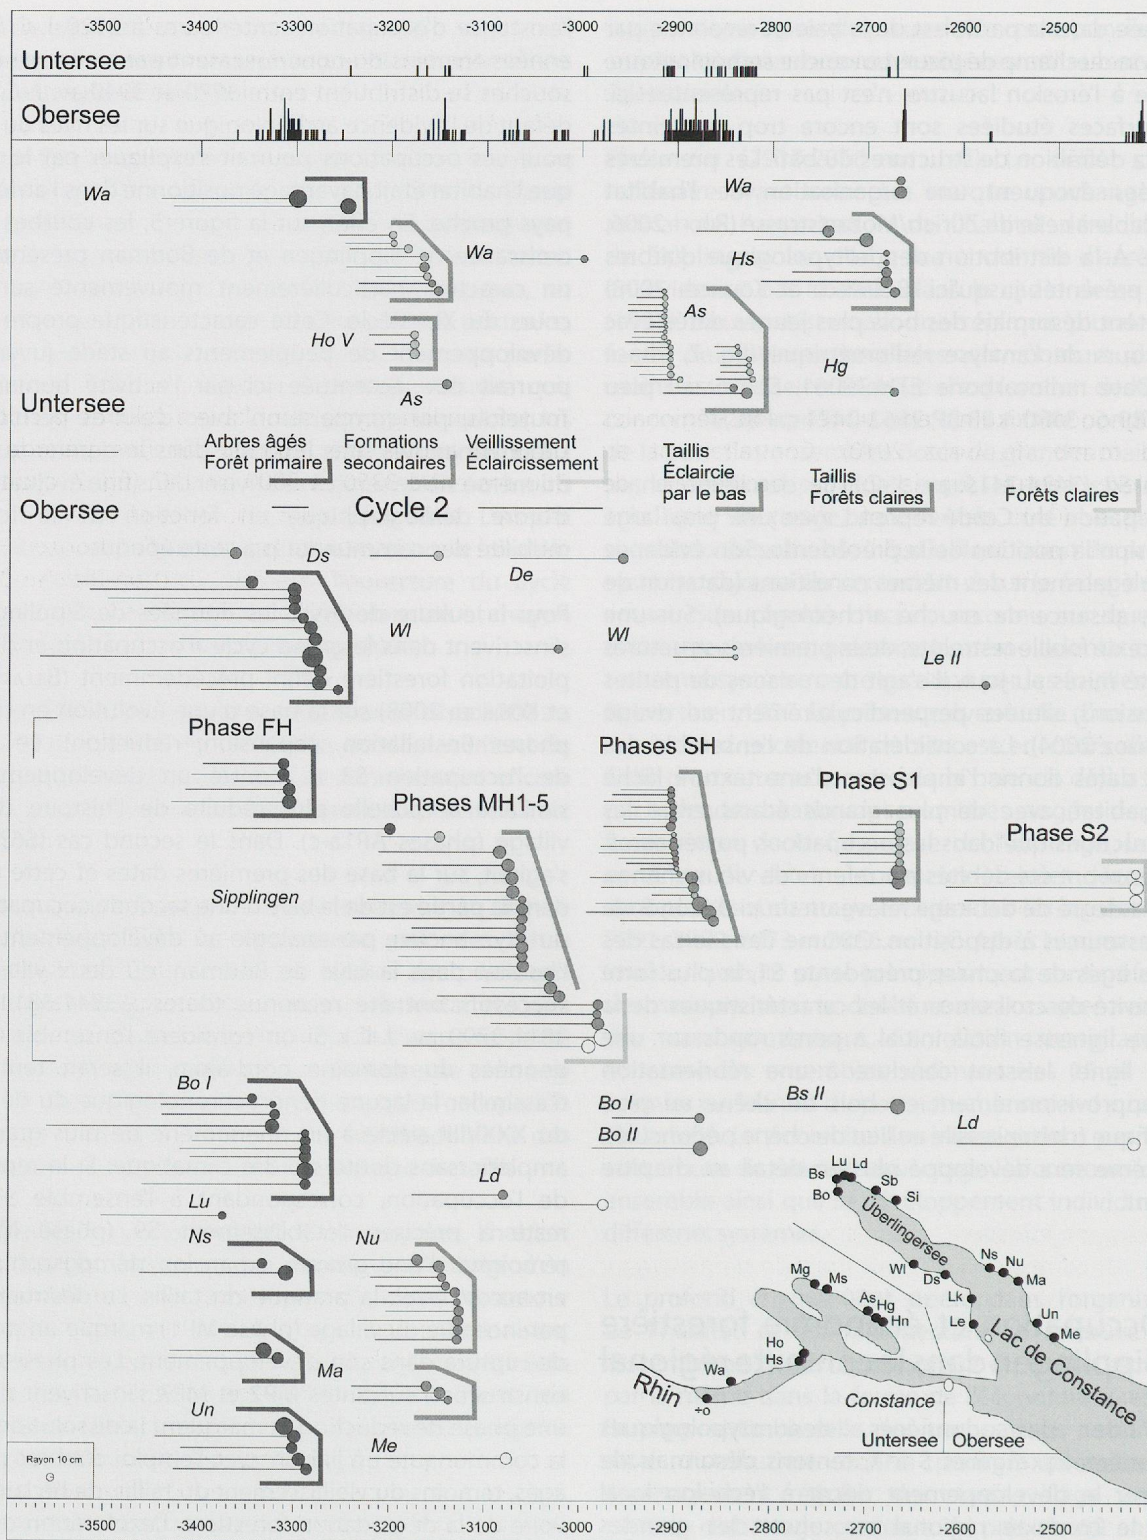 -3500 -3400 -3300 -3200 -3100 -3000 -2900 -2800 -2700 -2600 -2500
Untersee
Obersee
Wa
Wa
Wa
Hs
As
Ho V
Hg
As
Untersee
Arbres âgés
Forêt primaire
Formations
secondaires
Veillissement
Éclaircissement
Taillis
Éclaircie
par le bas
Taillis
Forêts claires
Forêts claires
Obersee
Cycle 2
Ds
De
Wl
Wl
Le II
Phase FH
Phases SH
Phase S1
Phases MH1-5
Phase S2
Sipplingen
Bo I
Bo I
Bs II
Bo II
Ld
Ld
Lu
Ns
Nu
Ma
Un
Me
Rayon 10 cm
Lu Ld
Bs
Bo
Sb
Si
Überlingersee
Wl
Ds
Ns
Nu
Ma
Mg
Ms
As
Hg
Hn
Lk
Le
Un
Me
Lac de Constance
Ho
Hs
Wa
Rhin
+o
Constance
Untersee
Obersee
-3500 -3400 -3300 -3200 -3100 -3000 -2900 -2800 -2700 -2600 -2500